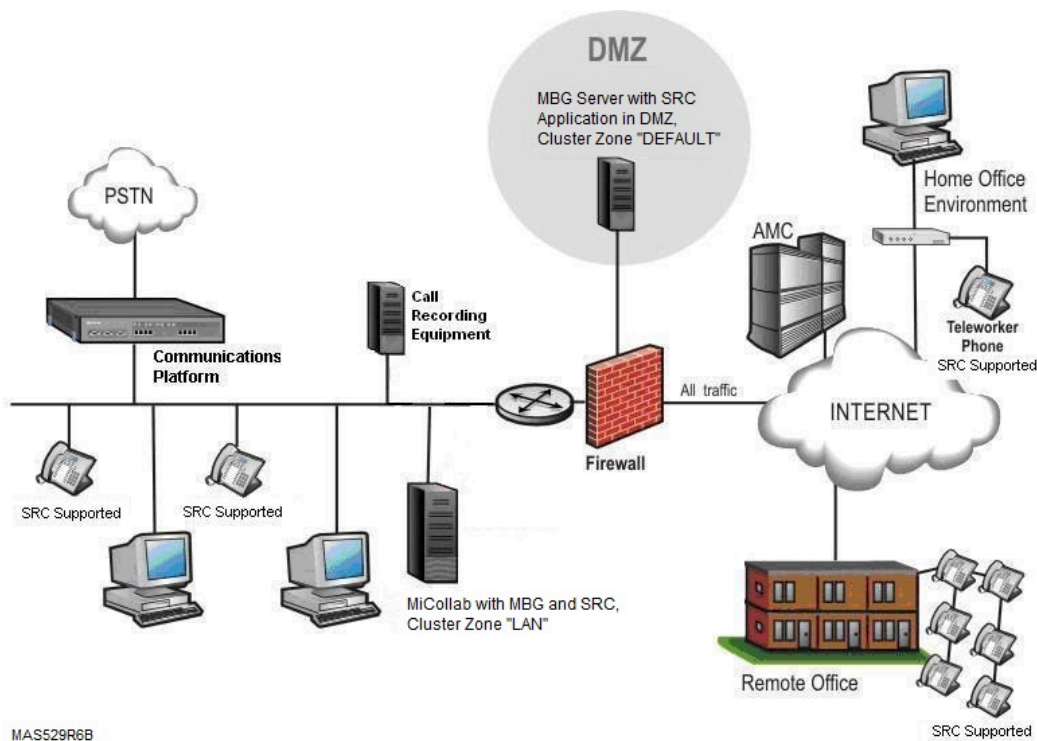 DMZ
MBG Server with SRC
Application in DMZ,
Cluster Zone "DEFAULT"
PSTN
Home Office
Environment
AMC
Call
Recording
Equipment
Teleworker
Phone
SRC Supported
Communications
Platform
All traffic
INTERNET
Firewall
SRC Supported
SRC Supported
MiCollab with MBG and SRC,
Cluster Zone "LAN"
Remote Office
SRC Supported
MAS529R6B